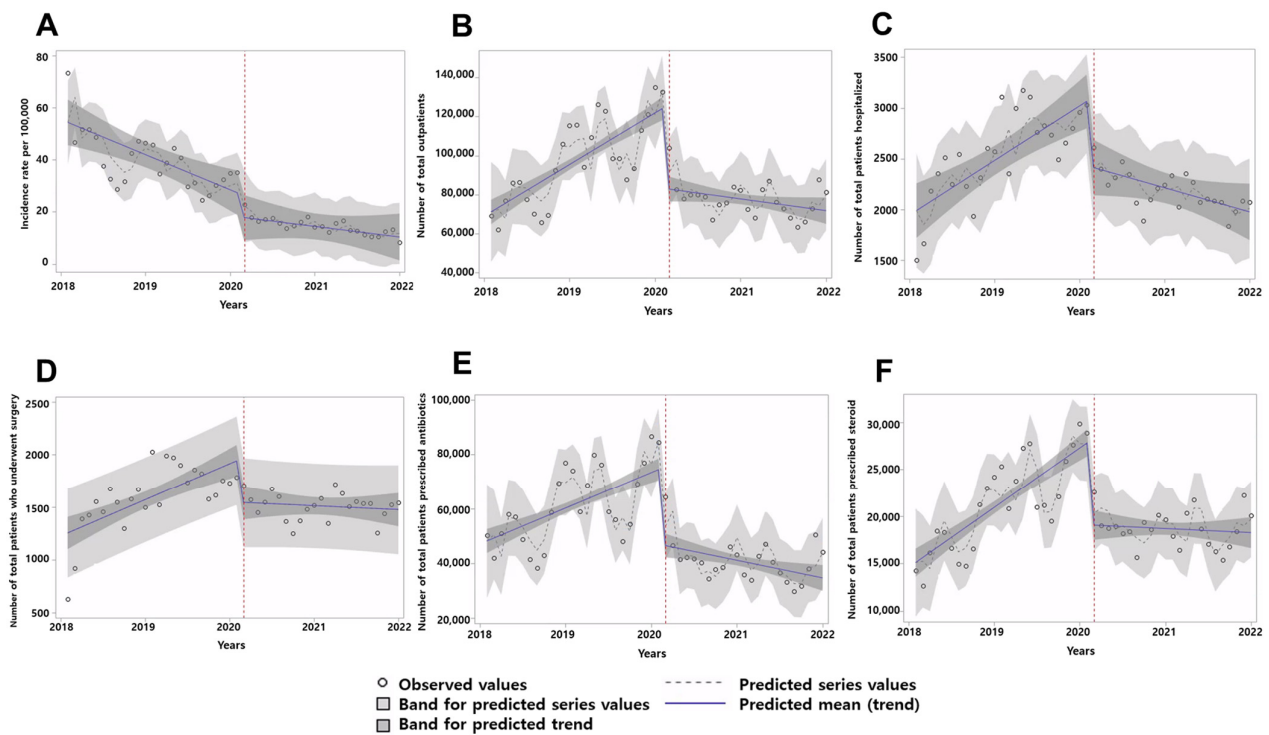 A
Incidence rate per 100,000
80
60
40
20
0
2018 2019 2020 2021 2022
Years
B
Number of total outpatients
140,000
120,000
100,000
80,000
60,000
40,000
2018 2019 2020 2021 2022
Years
C
Number of total patients hospitalized
3500
3000
2500
2000
1500
2018 2019 2020 2021 2022
Years
D
Number of total patients who underwent surgery
2500
2000
1500
1000
500
2018 2019 2020 2021 2022
Years
E
Number of total patients prescribed antibiotics
100,000
80,000
60,000
40,000
20,000
2018 2019 2020 2021 2022
Years
F
Number of total patients prescribed steroid
30,000
25,000
20,000
15,000
10,000
2018 2019 2020 2021 2022
Years
Observed values
Band for predicted series values
Band for predicted trend
Predicted series values
Predicted mean (trend)